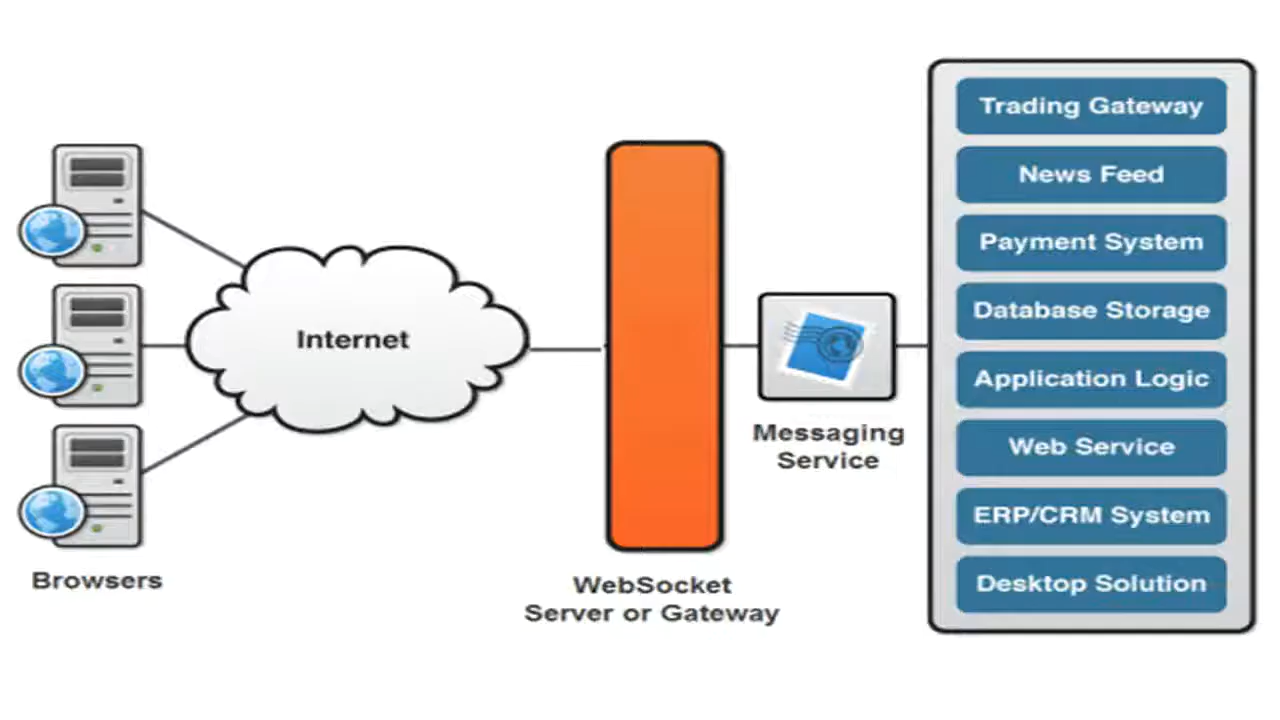 Browsers
Internet
WebSocket
Server or Gateway
Messaging
Service
Trading Gateway
News Feed
Payment System
Database Storage
Application Logic
Web Service
ERP/CRM System
Desktop Solution